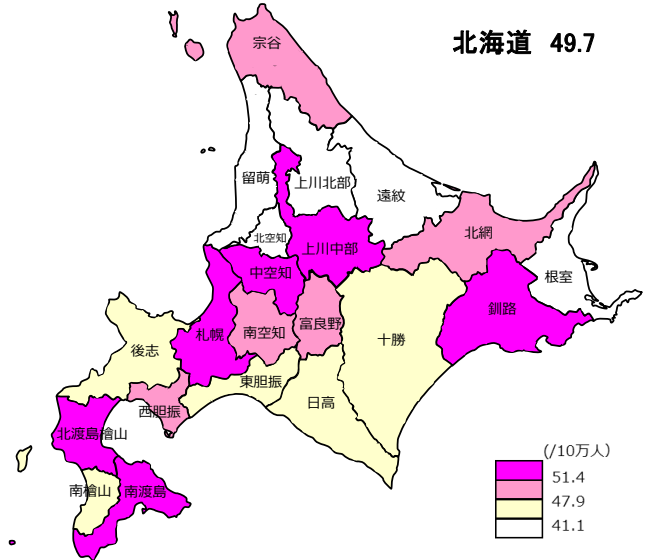 北海道 49.7
宗谷
留萌
上川北部
遠紋
北空知
上川中部
北網
中空知
根室
釧路
札幌
南空知
富良野
十勝
後志
東胆振
西胆振
日高
北渡島檜山
南檜山
南渡島
(/10万人)
51.4
47.9
41.1